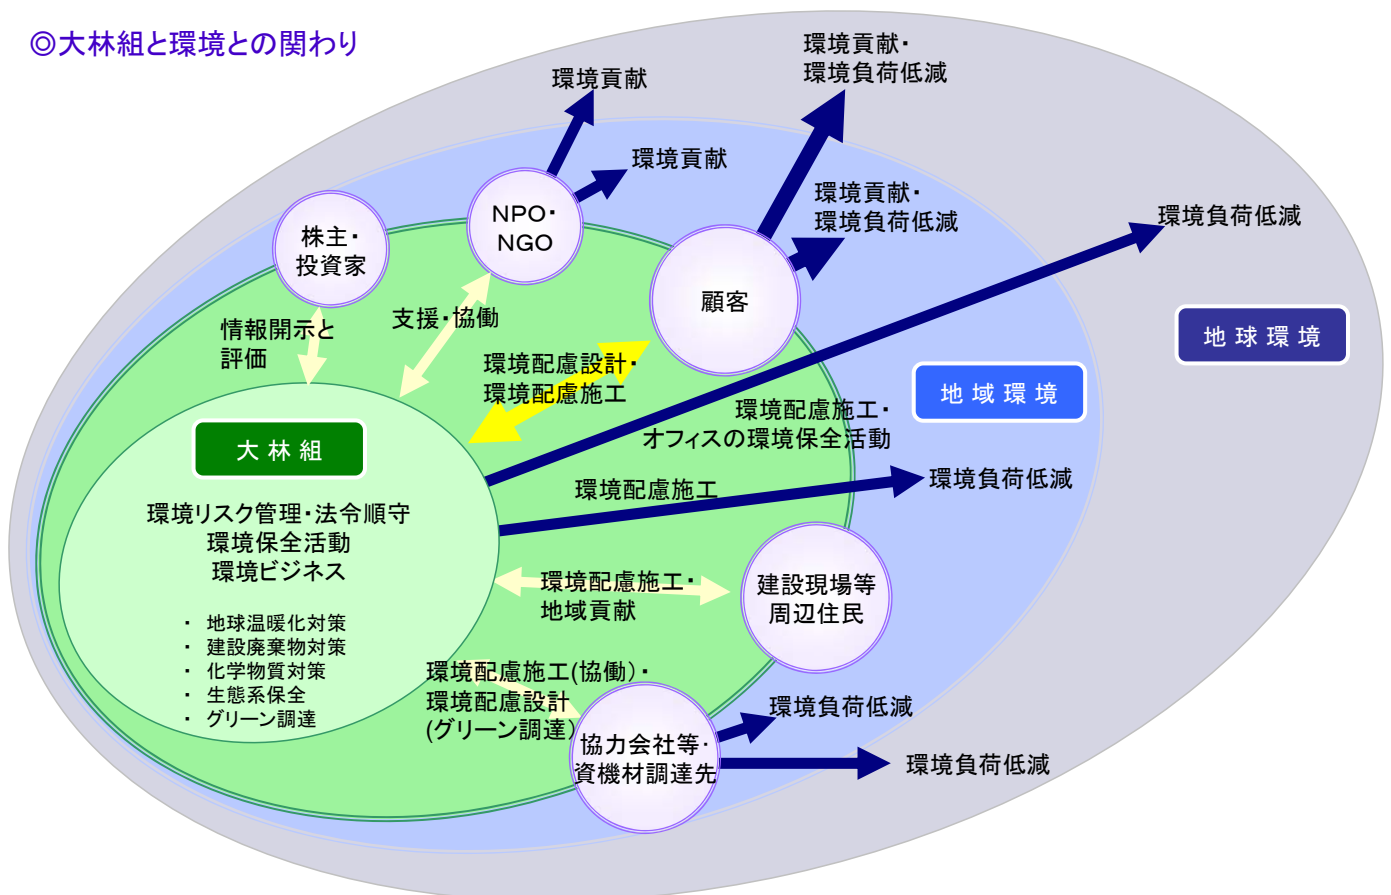 ◎大林組と環境との関わり
環境貢献・
環境負荷低減
環境貢献
環境貢献
環境貢献・
環境負荷低減
環境負荷低減
NPO・
NGO
株主・
投資家
顧客
情報開示と
評価
支援・協働
環境配慮設計・
環境配慮施工
地球環境
地域環境
環境配慮施工・
オフィスの環境保全活動
大林組
環境配慮施工
環境負荷低減
環境リスク管理・法令順守
環境保全活動
環境ビジネス
・ 地球温暖化対策
・ 建設廃棄物対策
・ 化学物質対策
・ 生態系保全
・ グリーン調達
環境配慮施工・
地域貢献
建設現場等
周辺住民
環境配慮施工(協働)・
環境配慮設計
(グリーン調達)
協力会社等・
資機材調達先
環境負荷低減
環境負荷低減